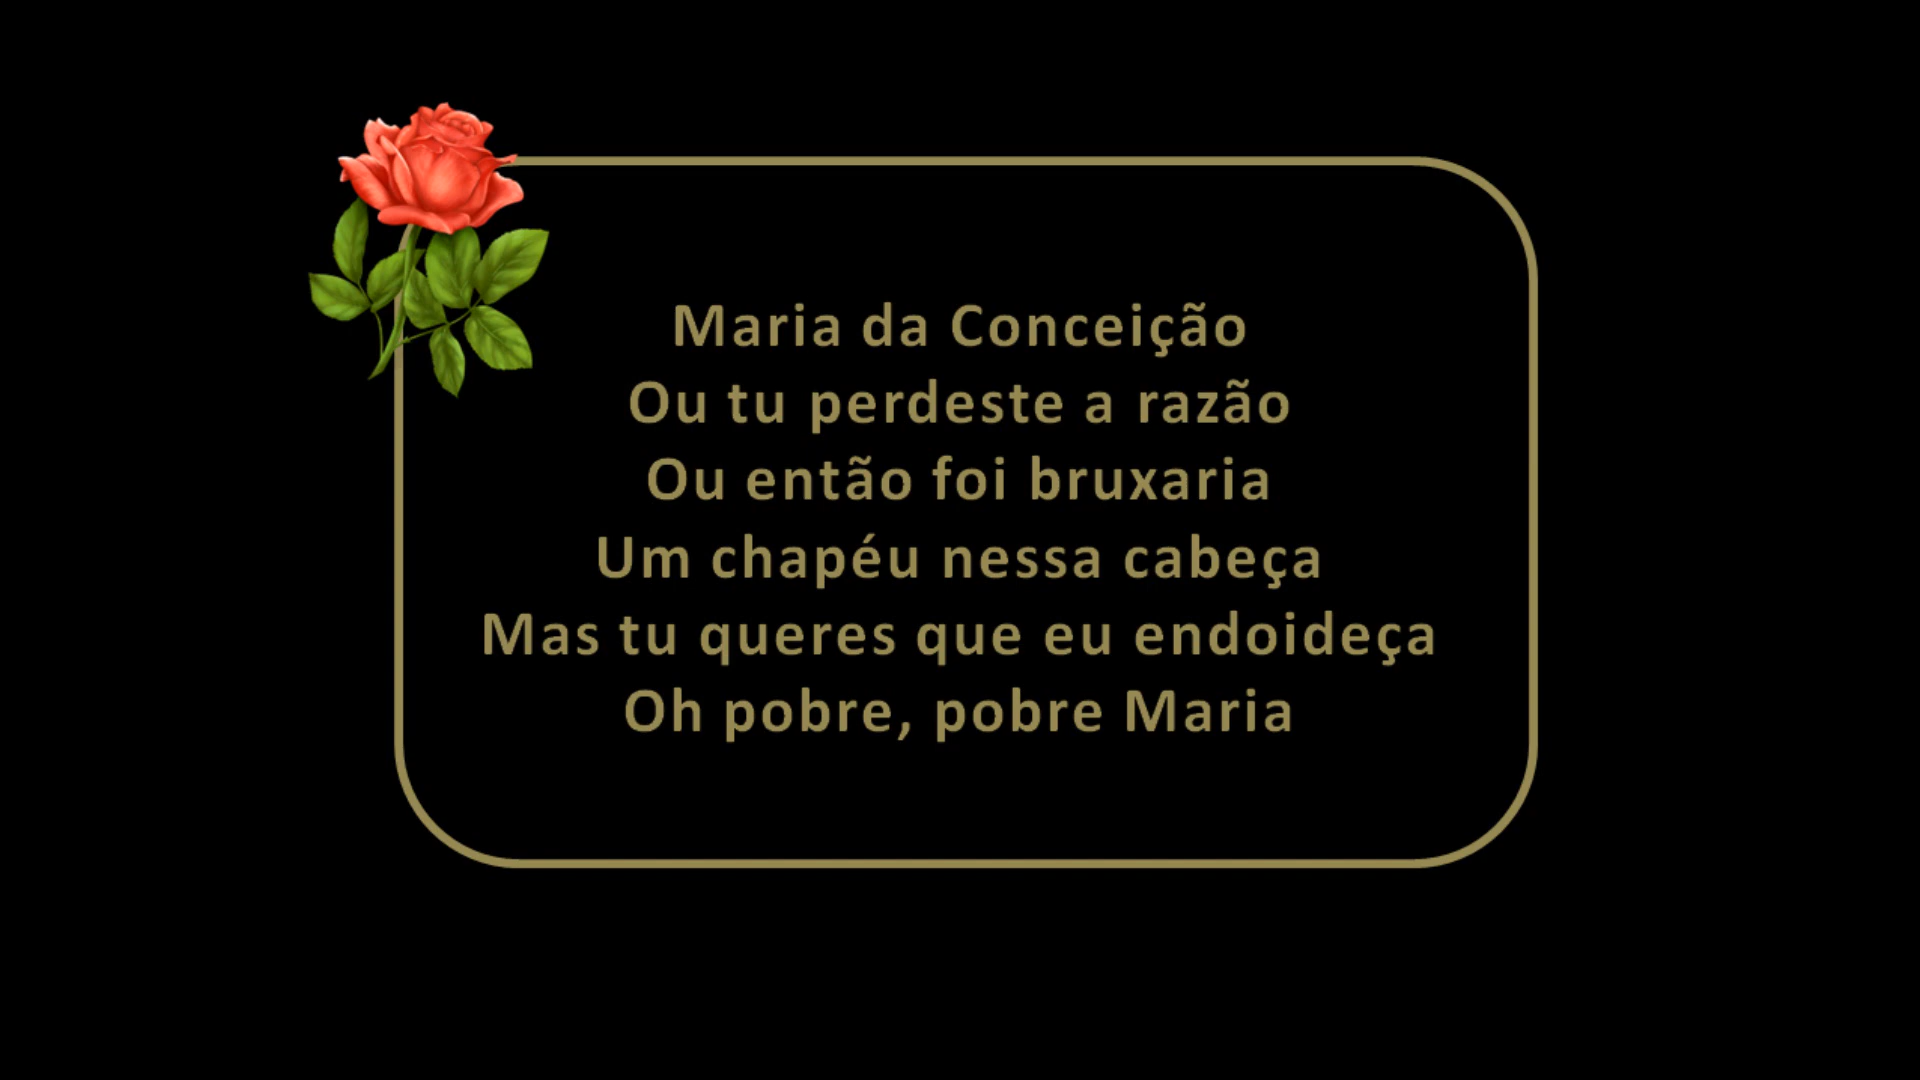 Maria da Conceição
Ou tu perdeste a razão
Ou então foi bruxaria
Um chapéu nessa cabeça
Mas tu queres que eu endoideça
Oh pobre, pobre Maria